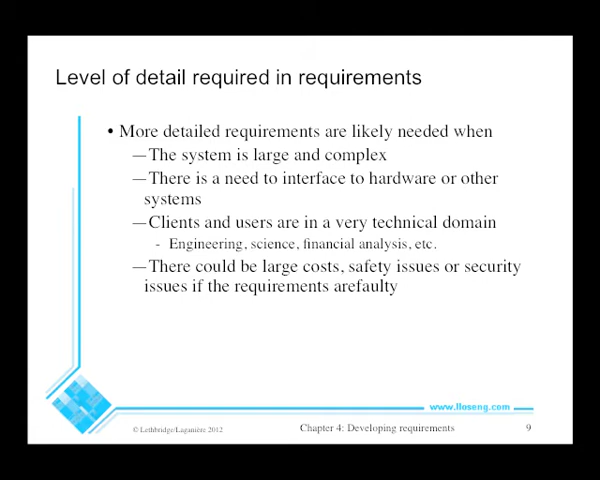 Level of detail required in requirements
• More detailed requirements are likely needed when
—The system is large and complex
—There is a need to interface to hardware or other
systems
—Clients and users are in a very technical domain
- Engineering, science, financial analysis, etc.
—There could be large costs, safety issues or security
issues if the requirements arefaulty
www.lloseng.com
© Lethbridge/Laganière 2012
Chapter 4: Developing requirements
9